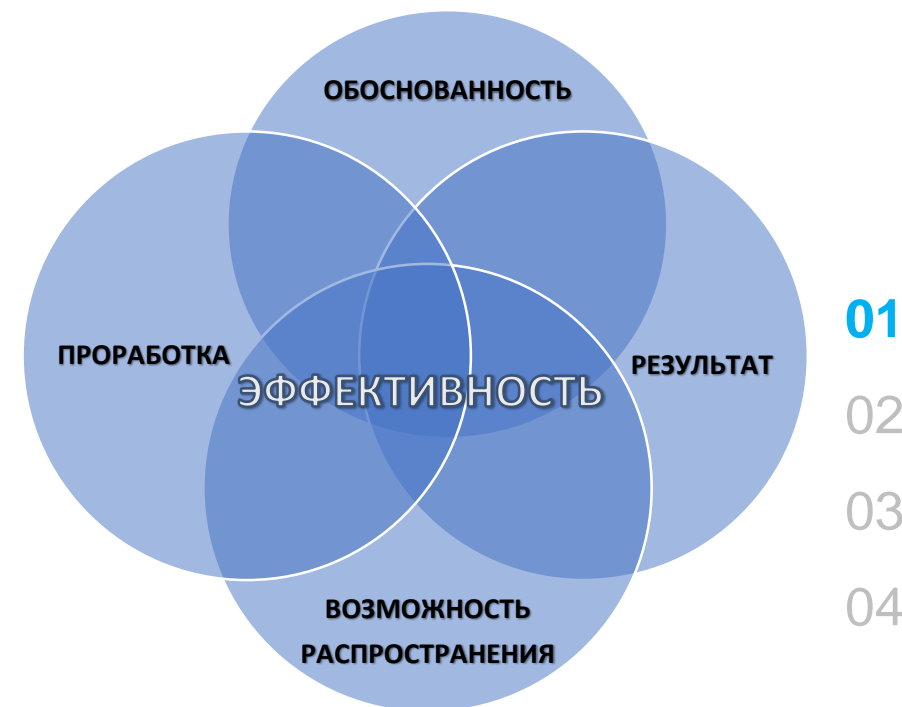 ОБОСНОВАННОСТЬ
ПРОРАБОТКА
РЕЗУЛЬТАТ
ЭФФЕКТИВНОСТЬ
ВОЗМОЖНОСТЬ
РАСПРОСТРАНЕНИЯ
01
02
03
04